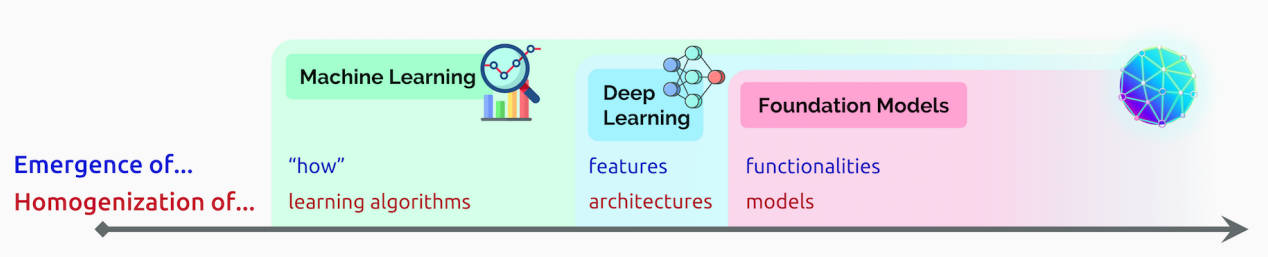 Machine Learning
Deep
Learning
Foundation Models
Emergence of... “how” features functionalities
Homogenization of... learning algorithms architectures models